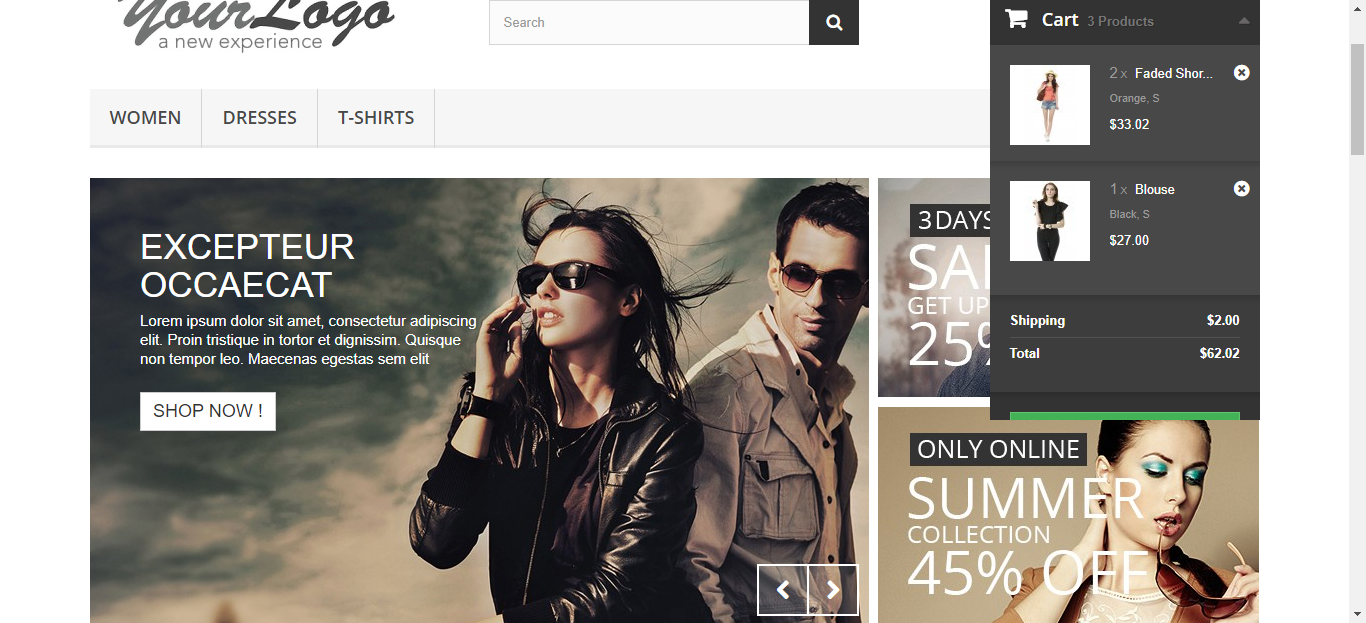 YourLogo
a new experience
Search
Cart 3 Products
2 x Faded Shor...
Orange, S
$33.02
1 x Blouse
Black, S
$27.00
Shipping $2.00
Total $62.02
WOMEN DRESSES T-SHIRTS
EXCEPTEUR
OCCAECAT
Lorem ipsum dolor sit amet, consectetur adipiscing
elit. Proin tristique in tortor et dignissim. Quisque
non tempor leo. Maecenas egestas sem elit
SHOP NOW !
3 DAYS
SAL
GET UP
25%
ONLY ONLINE
SUMMER
COLLECTION
45% OFF